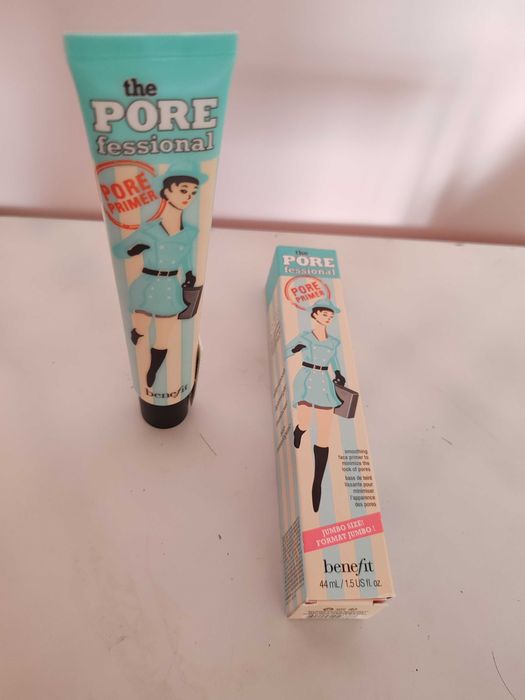 the
PORE
fessional
PORE
PRIMER
benefit
the
PORE
fessional
PORE
PRIMER
smoothing
face primer to
minimize the
look of pores
base de teint
lissante pour
minimiser
l'apparence
des pores
JUMBO SIZE!
FORMAT JUMBO !
benefit
44 mL / 1.5 US fl. oz.